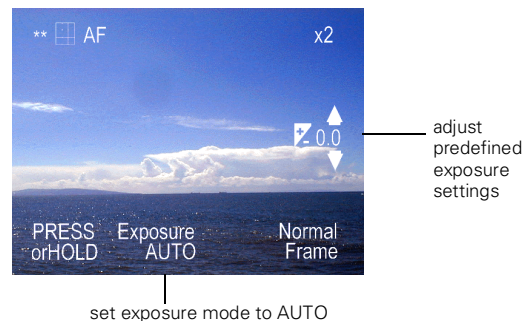 ** AF x2
0.0
adjust
predefined
exposure
settings
PRESS Exposure Normal
orHOLD AUTO Frame
set exposure mode to AUTO